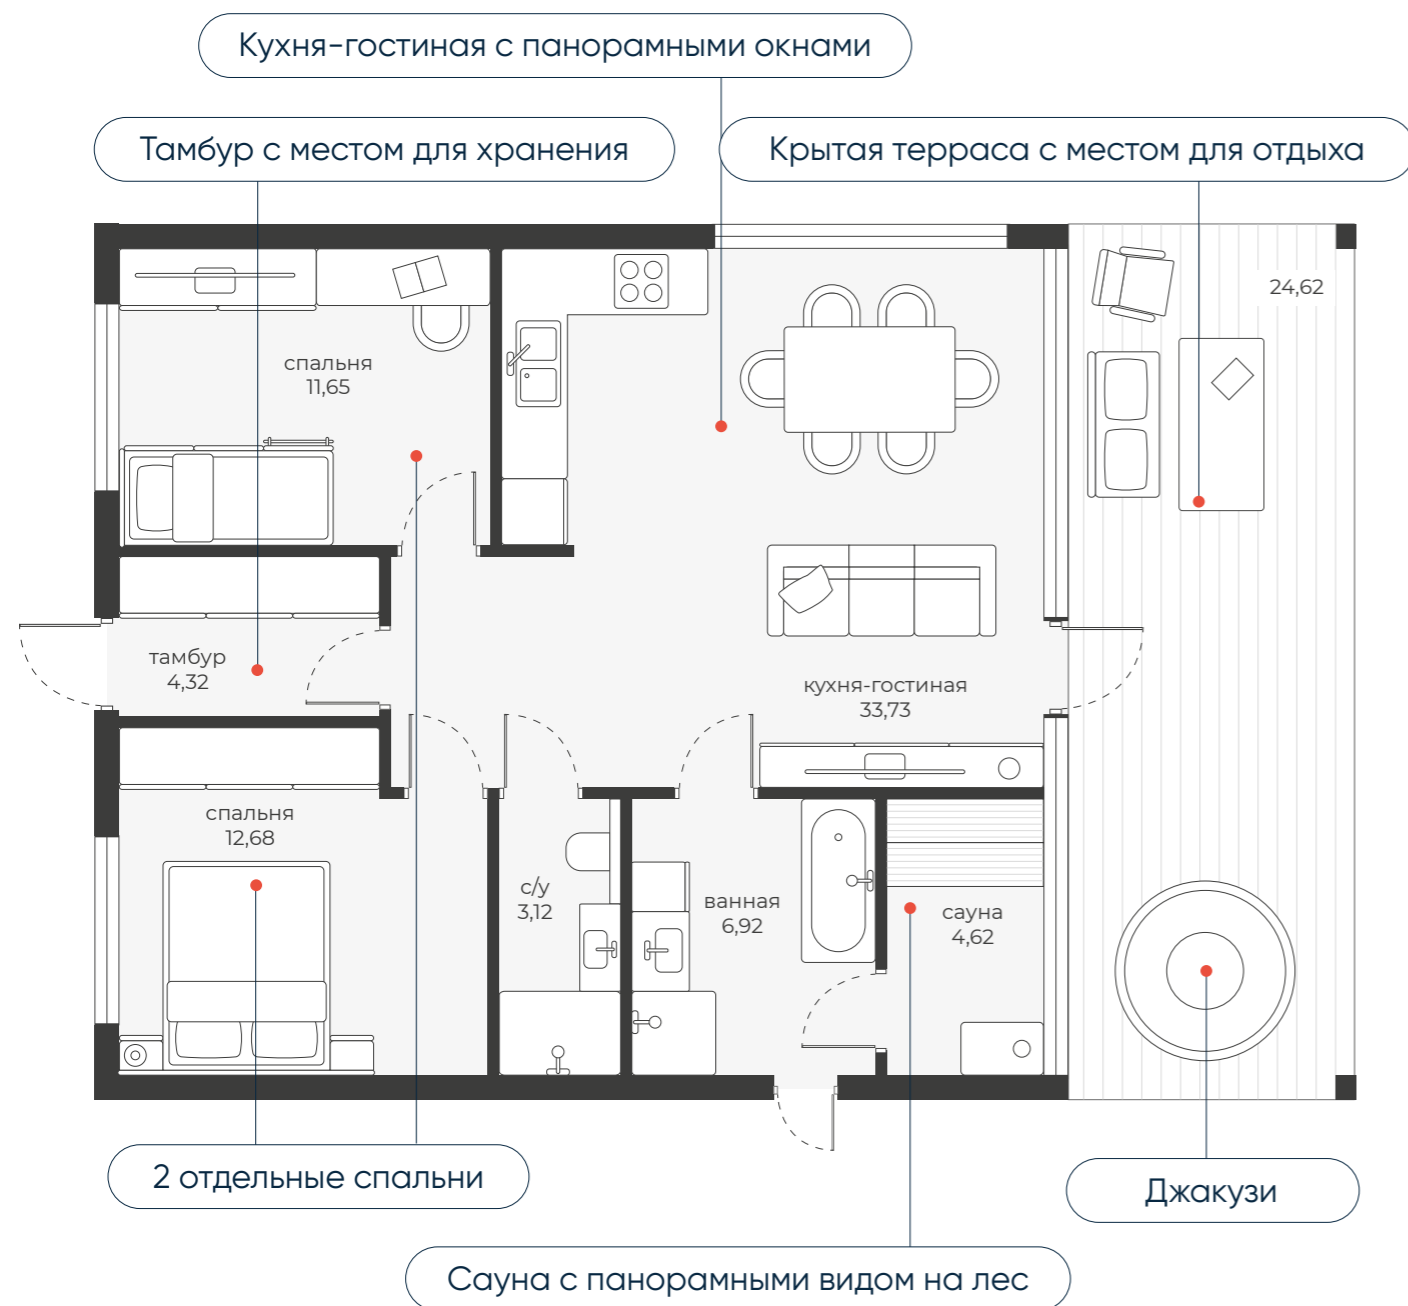 Кухня-гостиная с панорамными окнами
Тамбур с местом для хранения
Крытая терраса с местом для отдыха
24,62
спальня
11,65
тамбур
4,32
кухня-гостиная
33,73
спальня
12,68
с/у
3,12
ванная
6,92
сауна
4,62
2 отдельные спальни
Джакузи
Сауна с панорамными видом на лес